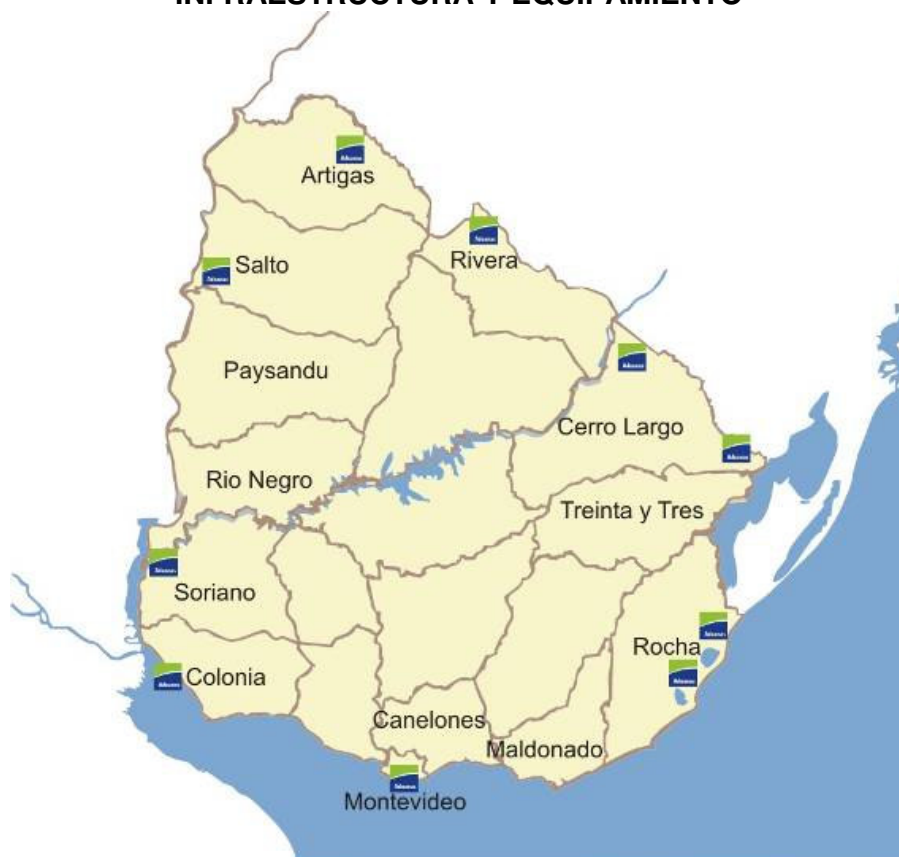 INFRAESTRUCTURA Y EQUIPAMIENTO
Artigas
Rivera
Salto
Paysandu
Cerro Largo
Rio Negro
Treinta y Tres
Soriano
Rocha
Colonia
Canelones
Maldonado
Montevideo